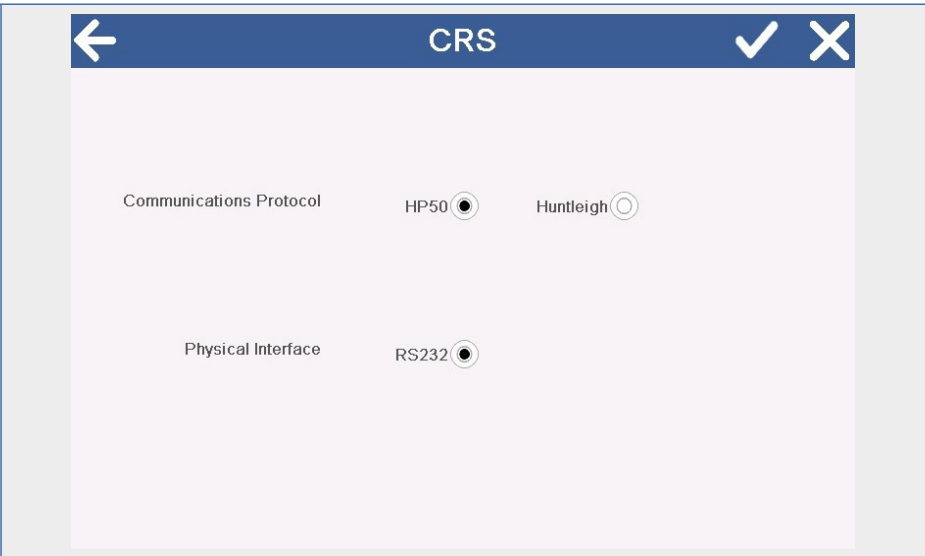 CRS
Communications Protocol HP50 Huntleigh
Physical Interface RS232